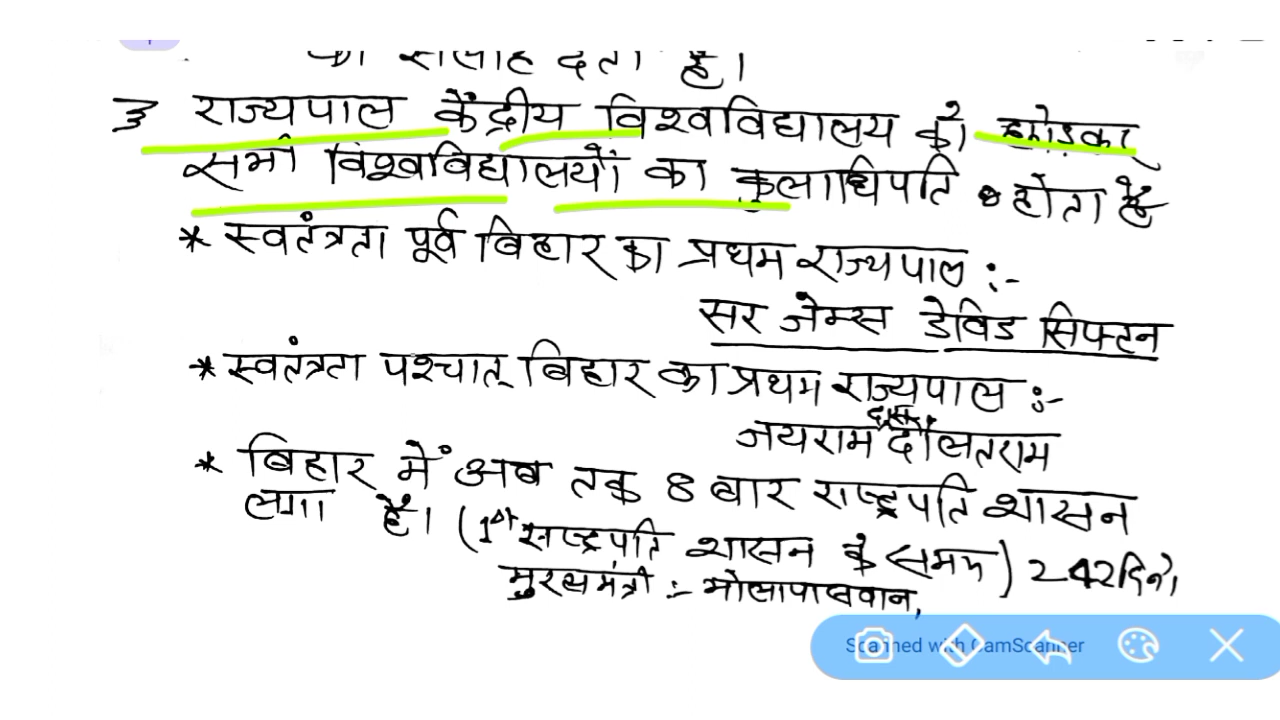 को सलाह देता है।
3 राज्यपाल केंद्रीय विश्वविद्यालय को छोड़कर
सभी विश्वविद्यालयों का कुलाधिपति होता है
* स्वतंत्रता पूर्व बिहार का प्रथम राज्यपाल :-
सर जेम्स डेविड सिफ्टन
* स्वतंत्रता पश्चात् बिहार का प्रथम राज्यपाल :-
जयराम दास दौलतराम
* बिहार में अब तक 8 बार राष्ट्रपति शासन
लगा है। (1st राष्ट्रपति शासन के समय) 242 दिनों
मुख्यमंत्री :- भोला पासवान,
Scanned with CamScanner